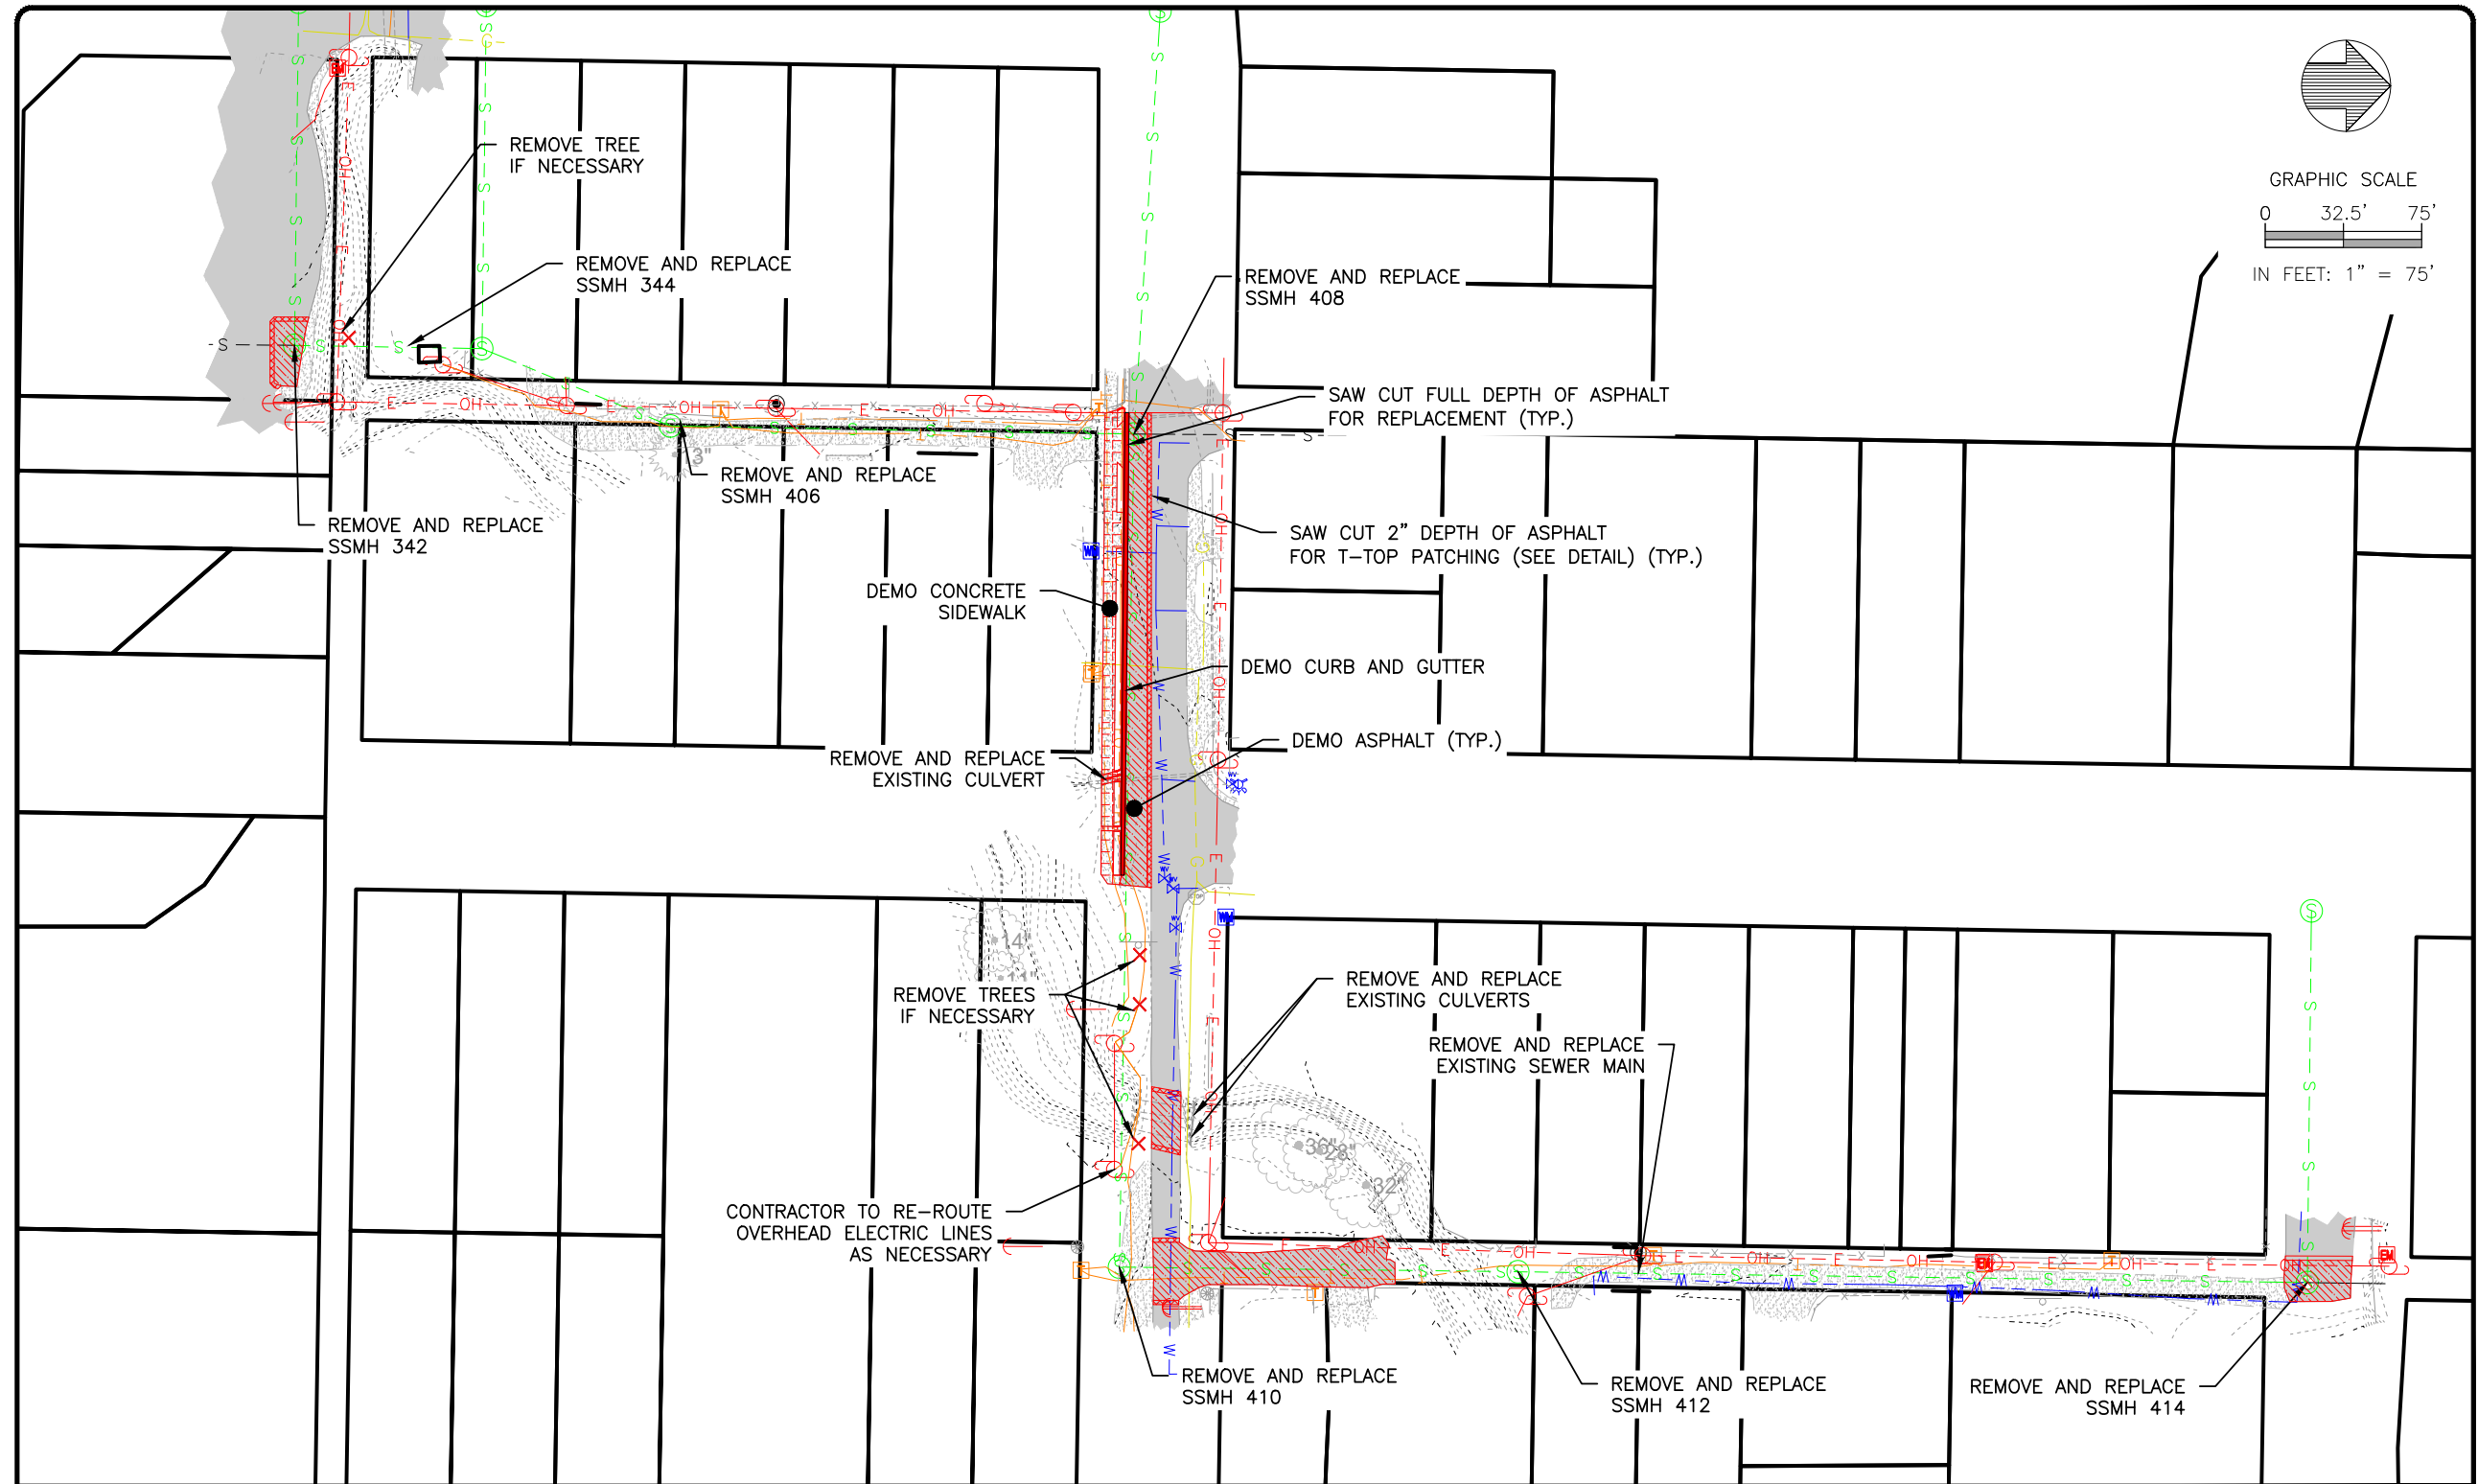 REMOVE TREE
IF NECESSARY
REMOVE AND REPLACE
SSMH 344
REMOVE AND REPLACE
SSMH 408
GRAPHIC SCALE
0 32.5' 75'
IN FEET: 1" = 75'
SAW CUT FULL DEPTH OF ASPHALT
FOR REPLACEMENT (TYP.)
REMOVE AND REPLACE
SSMH 406
REMOVE AND REPLACE
SSMH 342
SAW CUT 2" DEPTH OF ASPHALT
FOR T-TOP PATCHING (SEE DETAIL) (TYP.)
DEMO CONCRETE
SIDEWALK
DEMO CURB AND GUTTER
DEMO ASPHALT (TYP.)
REMOVE AND REPLACE
EXISTING CULVERT
14"
REMOVE TREES
IF NECESSARY
REMOVE AND REPLACE
EXISTING CULVERTS
REMOVE AND REPLACE
EXISTING SEWER MAIN
36"
28"
32"
CONTRACTOR TO RE-ROUTE
OVERHEAD ELECTRIC LINES
AS NECESSARY
REMOVE AND REPLACE
SSMH 410
REMOVE AND REPLACE
SSMH 412
REMOVE AND REPLACE
SSMH 414